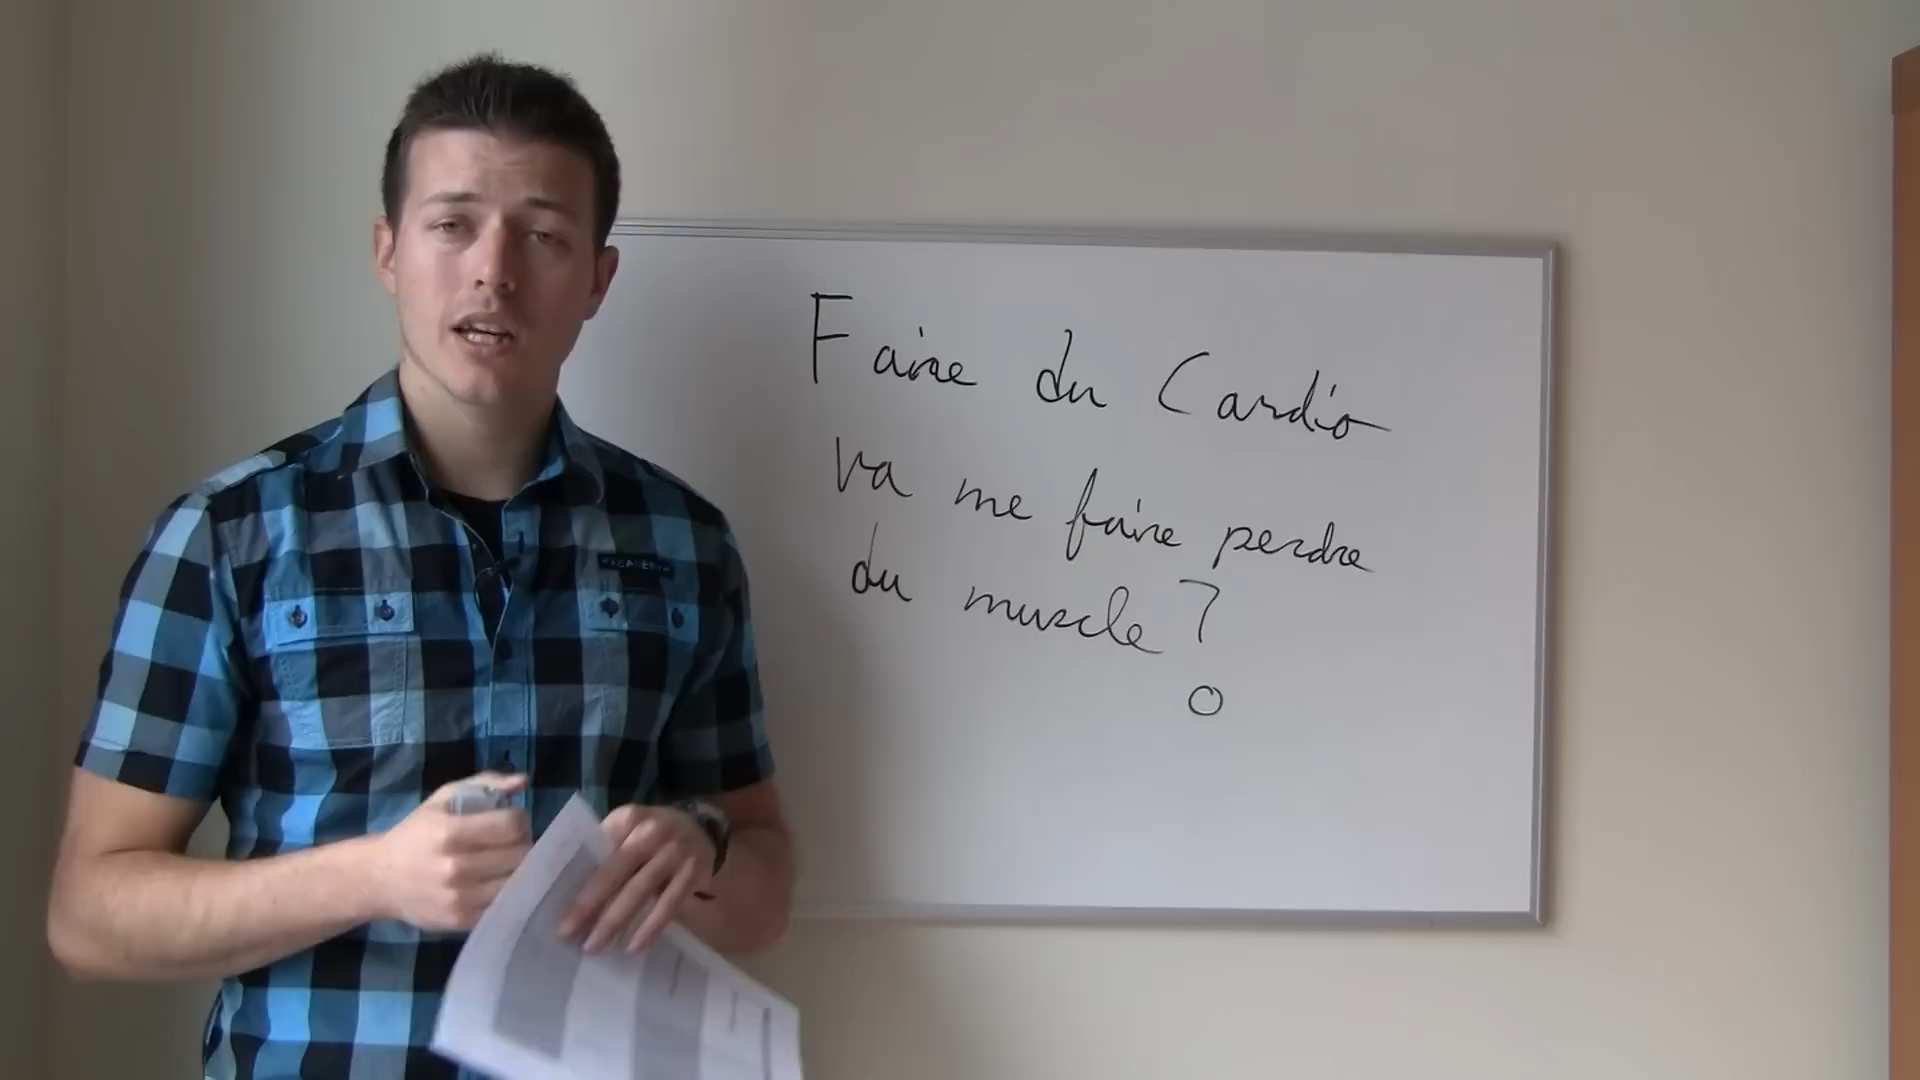 Faire du Cardio
va me faire perdre
du muscle ?